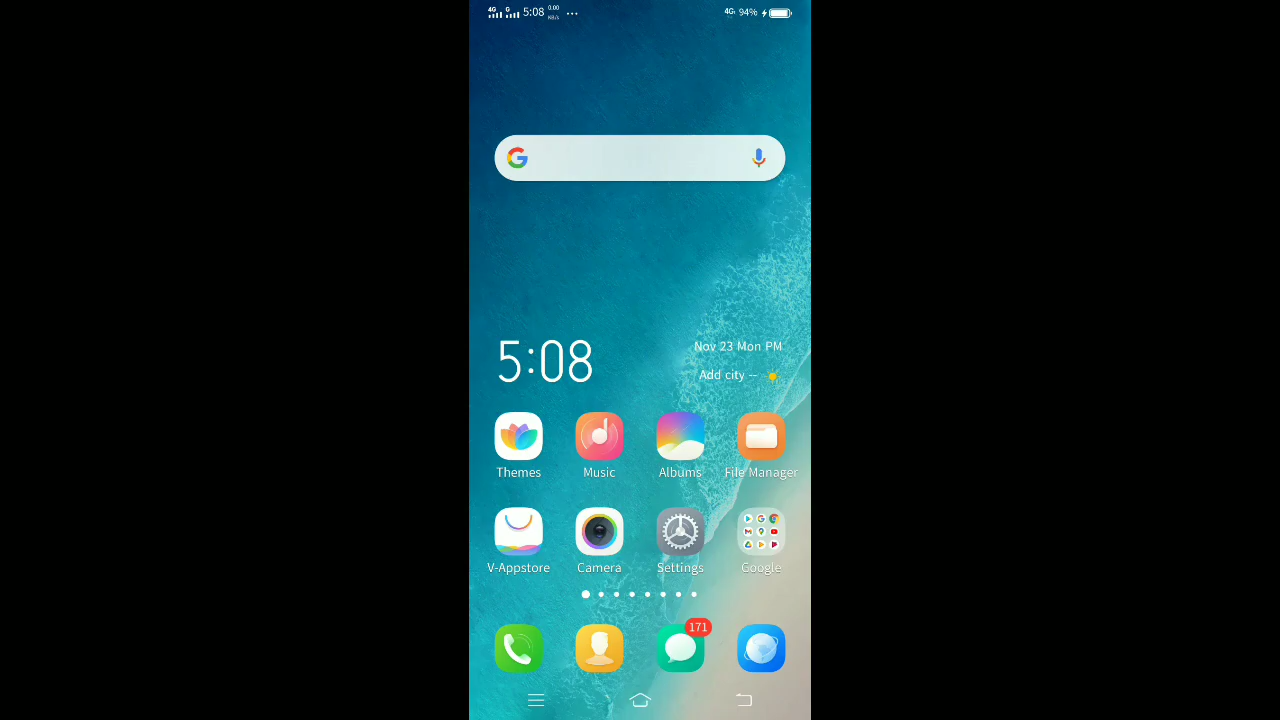 4G G 5:08 0.00 KB/s ... 4G 94%
5:08
Nov 23 Mon PM
Add city --
Themes Music Albums File Manager
V-Appstore Camera Settings Google
171